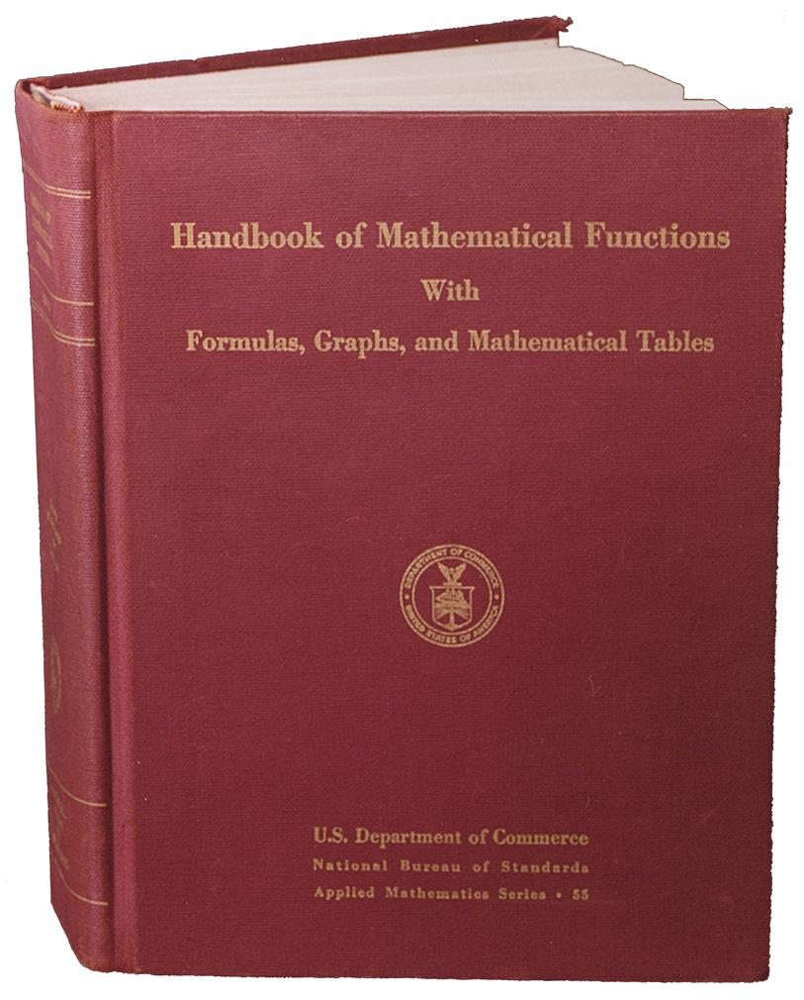 Handbook of Mathematical Functions
With
Formulas, Graphs, and Mathematical Tables
DEPARTMENT OF COMMERCE
UNITED STATES OF AMERICA
U.S. Department of Commerce
National Bureau of Standards
Applied Mathematics Series • 55